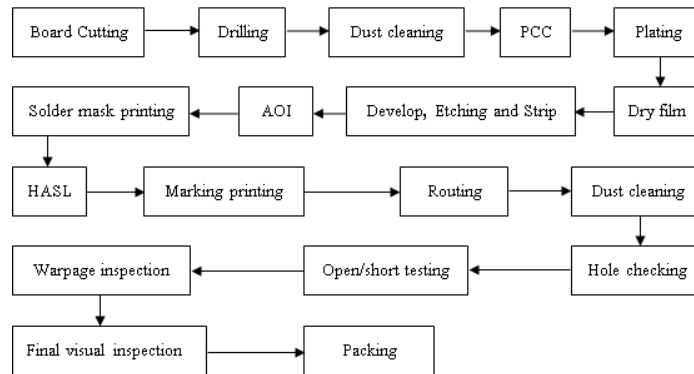 Board Cutting
Drilling
Dust cleaning
PCC
Plating
Dry film
Develop, Etching and Strip
AOI
Solder mask printing
HASL
Marking printing
Routing
Dust cleaning
Hole checking
Open/short testing
Warpage inspection
Final visual inspection
Packing